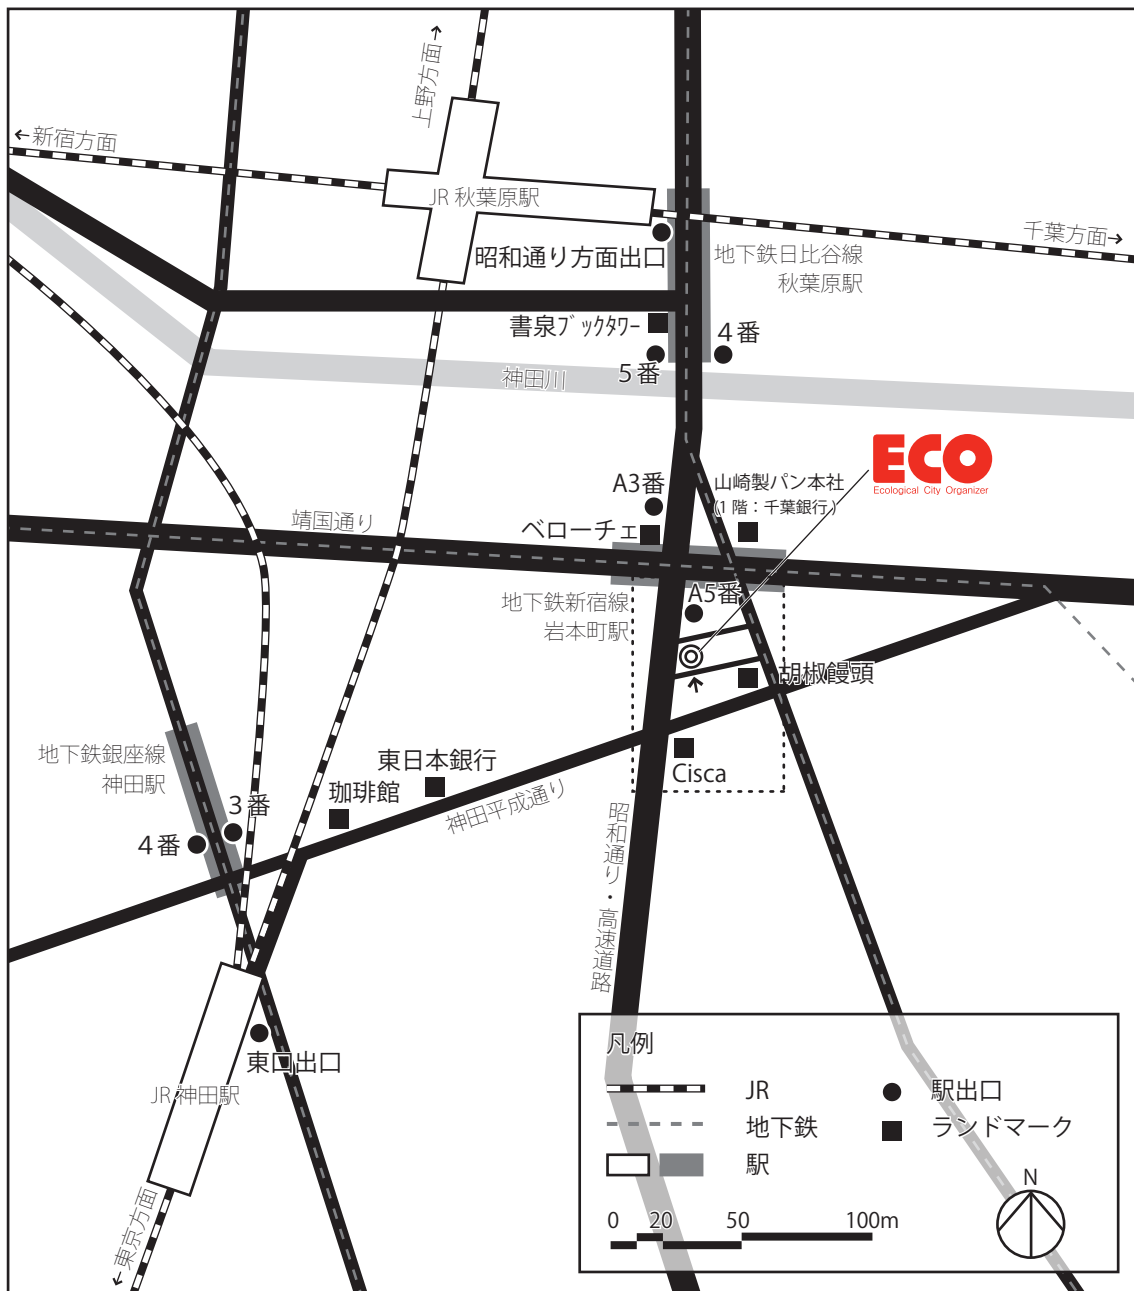 上野方面→
←新宿方面
JR 秋葉原駅
千葉方面→
昭和通り方面出口
地下鉄日比谷線
秋葉原駅
書泉ブックタワー
4番
5番
神田川
ECO
Ecological City Organizer
A3番
山崎製パン本社
(1階：千葉銀行)
靖国通り
ベローチェ
A5番
地下鉄新宿線
岩本町駅
胡椒饅頭
地下鉄銀座線
神田駅
東日本銀行
Cisca
珈琲館
3番
4番
神田平成通り
昭和通り・高速道路
東口出口
JR 神田駅
←東京方面
凡例
JR
駅出口
地下鉄
ランドマーク
駅
N
0 20 50 100m